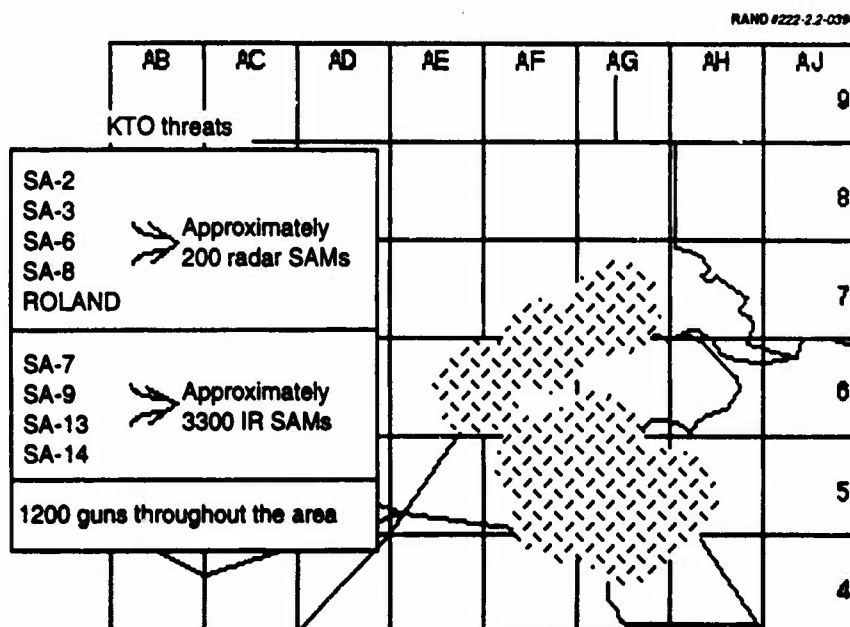 RAND #222-2.2-039
AB AC AD AE AF AG AH AJ
9
KTO threats
8
SA-2
SA-3
SA-6
SA-8
ROLAND
Approximately
200 radar SAMs
7
SA-7
SA-9
SA-13
SA-14
Approximately
3300 IR SAMs
6
1200 guns throughout the area
5
4